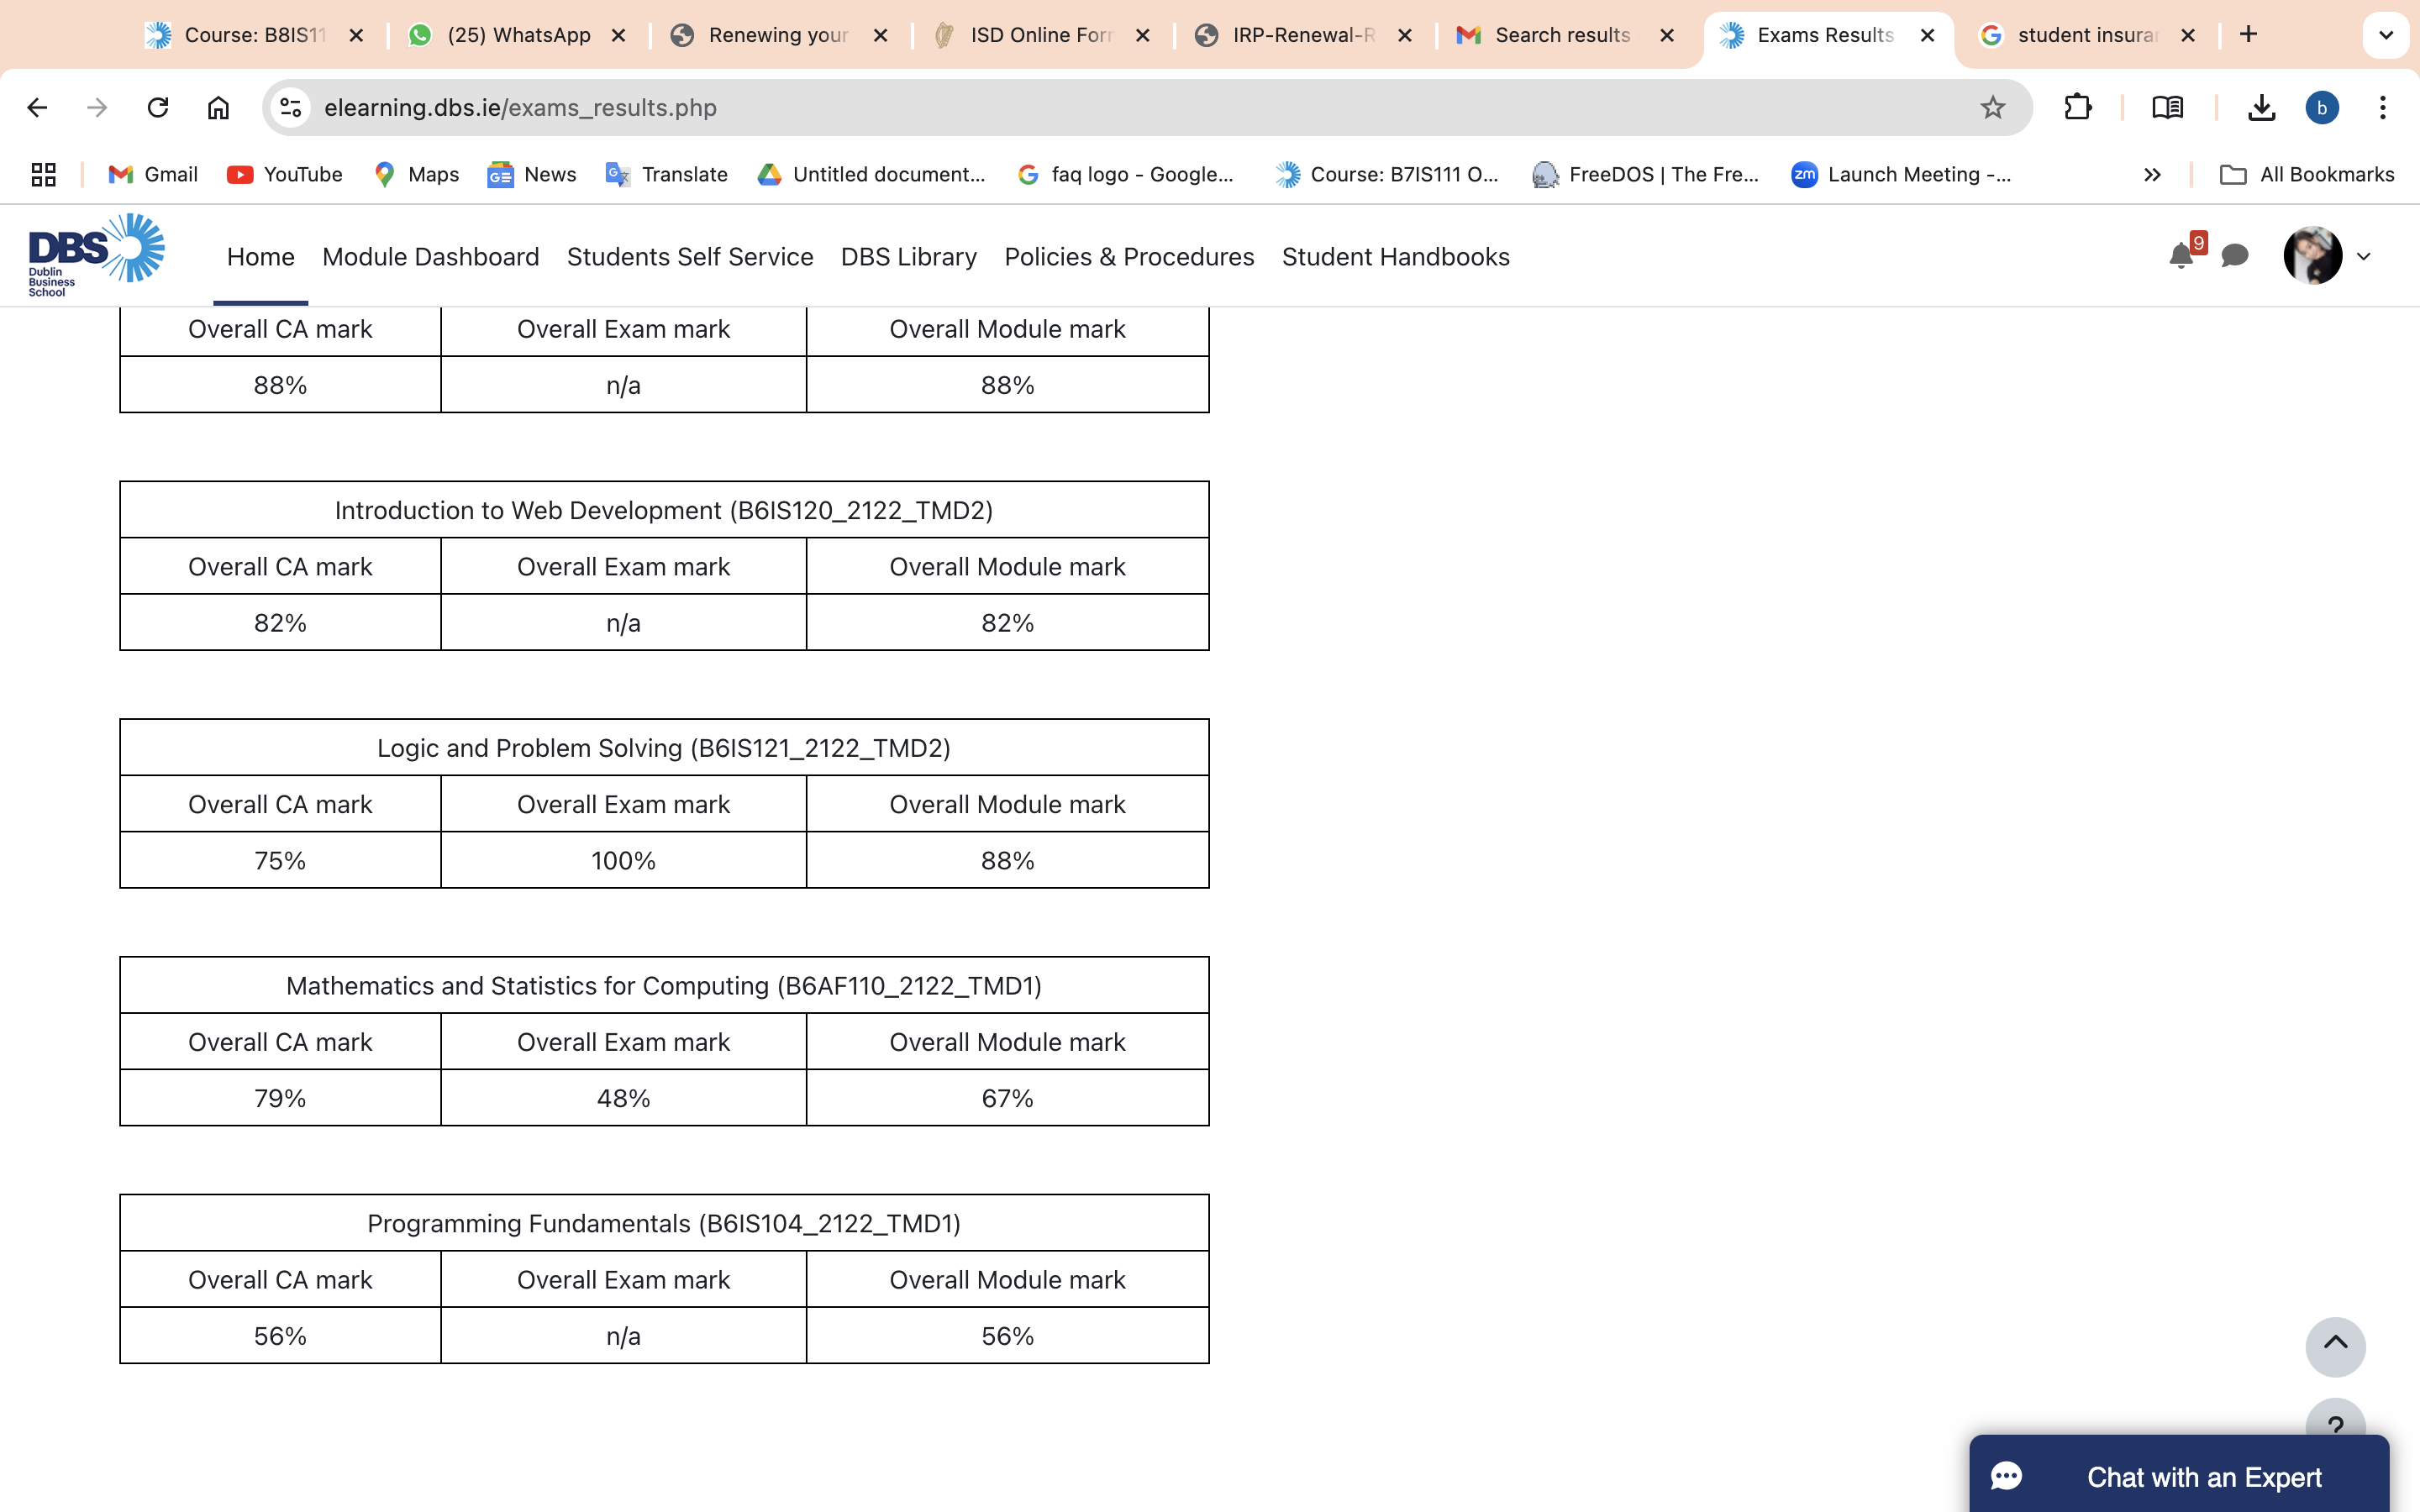 Course: B8IS11
(25) WhatsApp
Renewing your
ISD Online Form
IRP-Renewal-R
Search results
Exams Results
student insuran
elearning.dbs.ie/exams_results.php
b
Gmail
YouTube
Maps
News
Translate
Untitled document...
faq logo - Google...
Course: B7IS111 O...
FreeDOS | The Fre...
zm
Launch Meeting -...
All Bookmarks
DBS
Dublin
Business
School
Home
Module Dashboard
Students Self Service
DBS Library
Policies & Procedures
Student Handbooks
9
Overall CA mark Overall Exam mark Overall Module mark
88% n/a 88%
Introduction to Web Development (B6IS120_2122_TMD2)
Overall CA mark Overall Exam mark Overall Module mark
82% n/a 82%
Logic and Problem Solving (B6IS121_2122_TMD2)
Overall CA mark Overall Exam mark Overall Module mark
75% 100% 88%
Mathematics and Statistics for Computing (B6AF110_2122_TMD1)
Overall CA mark Overall Exam mark Overall Module mark
79% 48% 67%
Programming Fundamentals (B6IS104_2122_TMD1)
Overall CA mark Overall Exam mark Overall Module mark
56% n/a 56%
?
Chat with an Expert